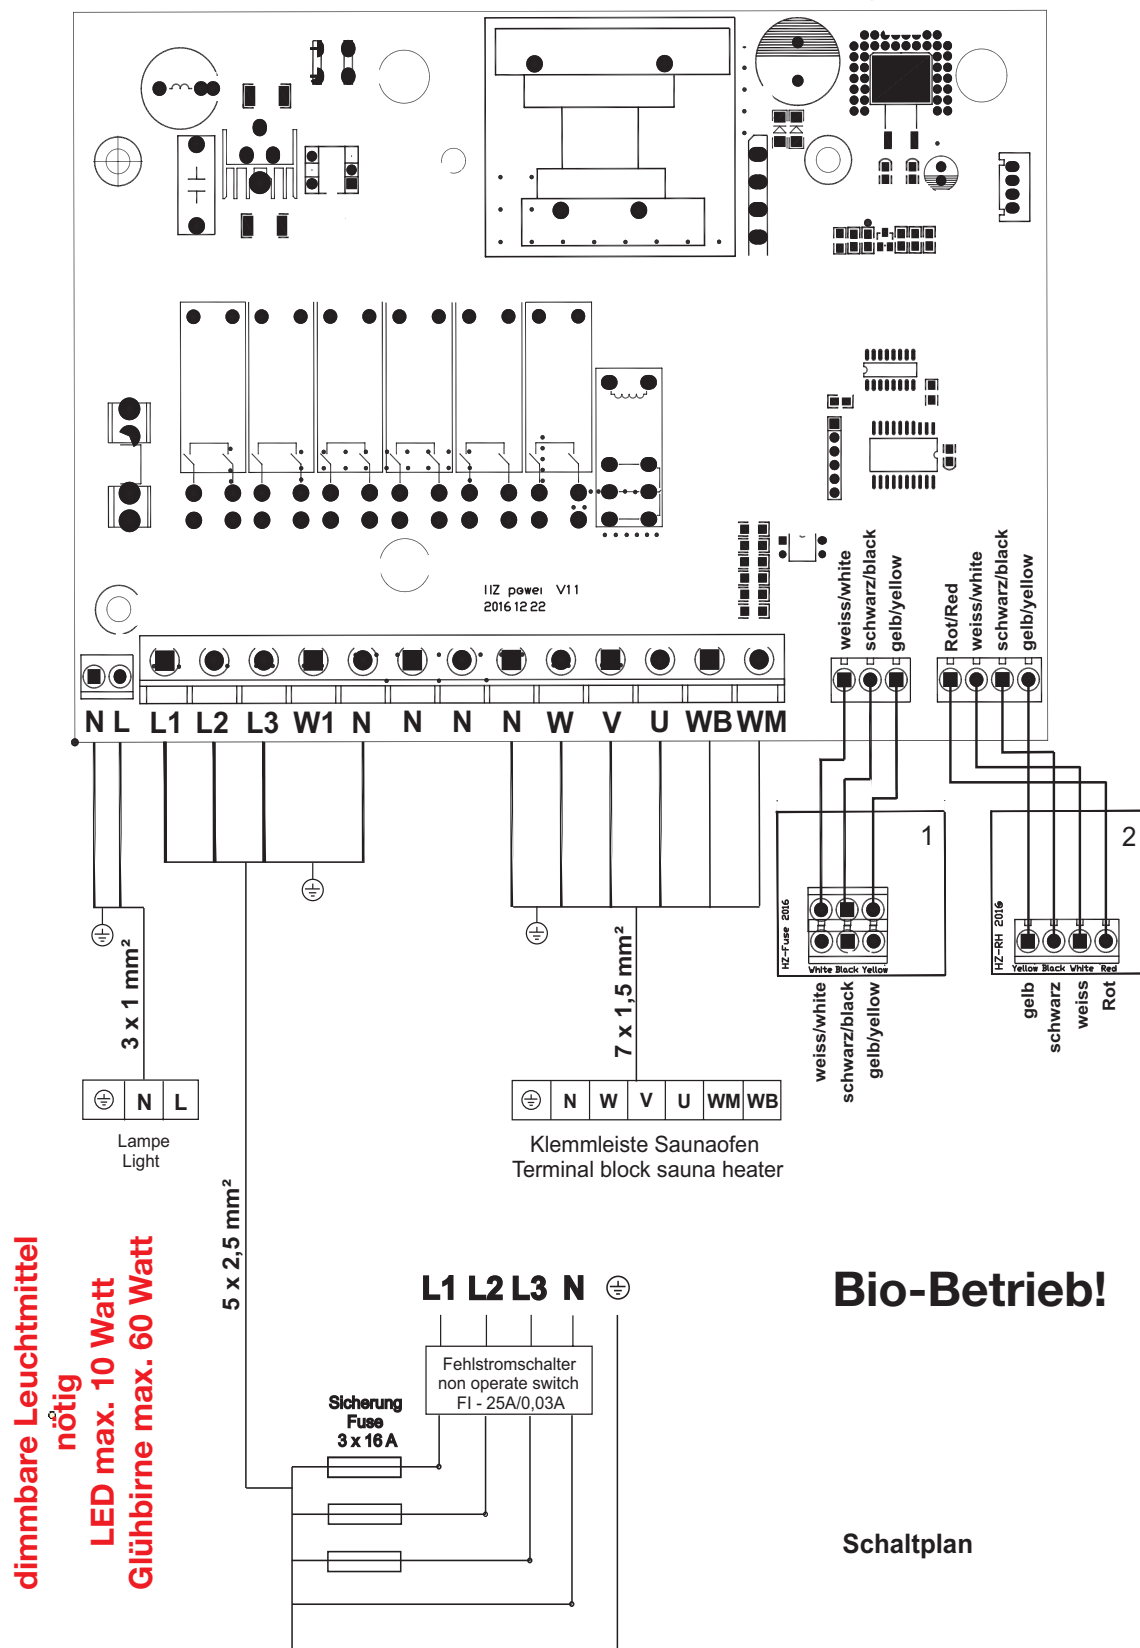 HZ power V1.1
2016 12 22
weiss/white
schwarz/black
gelb/yellow
Rot/Red
weiss/white
schwarz/black
gelb/yellow
N L L1 L2 L3 W1 N N N N W V U WB WM
1
HZ-Fuse 2016
White Black Yellow
weiss/white
schwarz/black
gelb/yellow
2
HZ-RH 2016
Yellow Black White Red
gelb
schwarz
weiss
Rot
3 x 1 mm²
7 x 1,5 mm²
N L
Lampe
Light
N W V U WM WB
Klemmleiste Saunaofen
Terminal block sauna heater
5 x 2,5 mm²
dimmbare Leuchtmittel
nötig
LED max. 10 Watt
Glühbirne max. 60 Watt
L1 L2 L3 N
Fehlstromschalter
non operate switch
FI - 25A/0,03A
Sicherung
Fuse
3 x 16 A
Bio-Betrieb!
Schaltplan